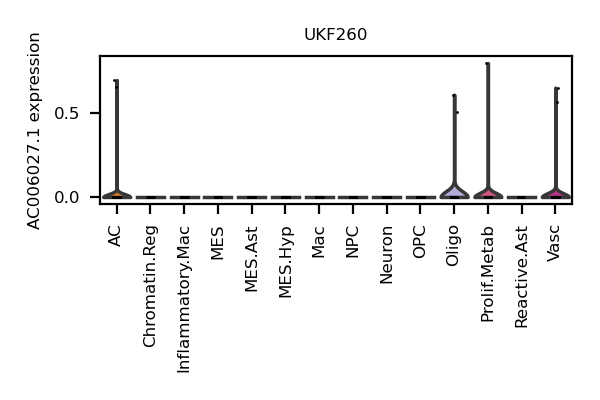 UKF260
AC006027.1 expression
0.5
0.0
AC
Chromatin.Reg
Inflammatory.Mac
MES
MES.Ast
MES.Hyp
Mac
NPC
Neuron
OPC
Oligo
Prolif.Metab
Reactive.Ast
Vasc